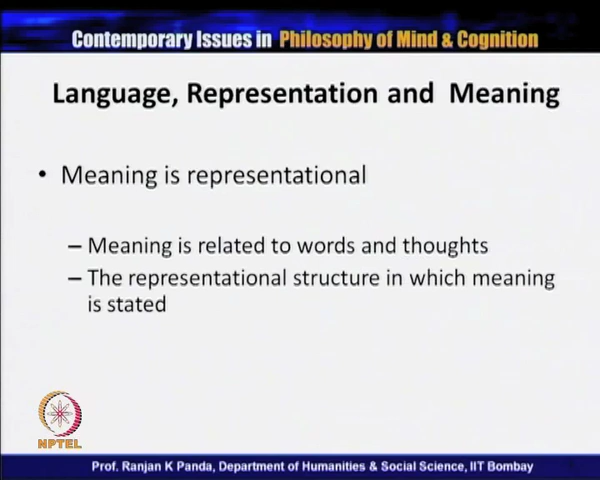 Contemporary Issues in Philosophy of Mind & Cognition
Language, Representation and Meaning
• Meaning is representational
– Meaning is related to words and thoughts
– The representational structure in which meaning
is stated
NPTEL
Prof. Ranjan K Panda, Department of Humanities & Social Science, IIT Bombay